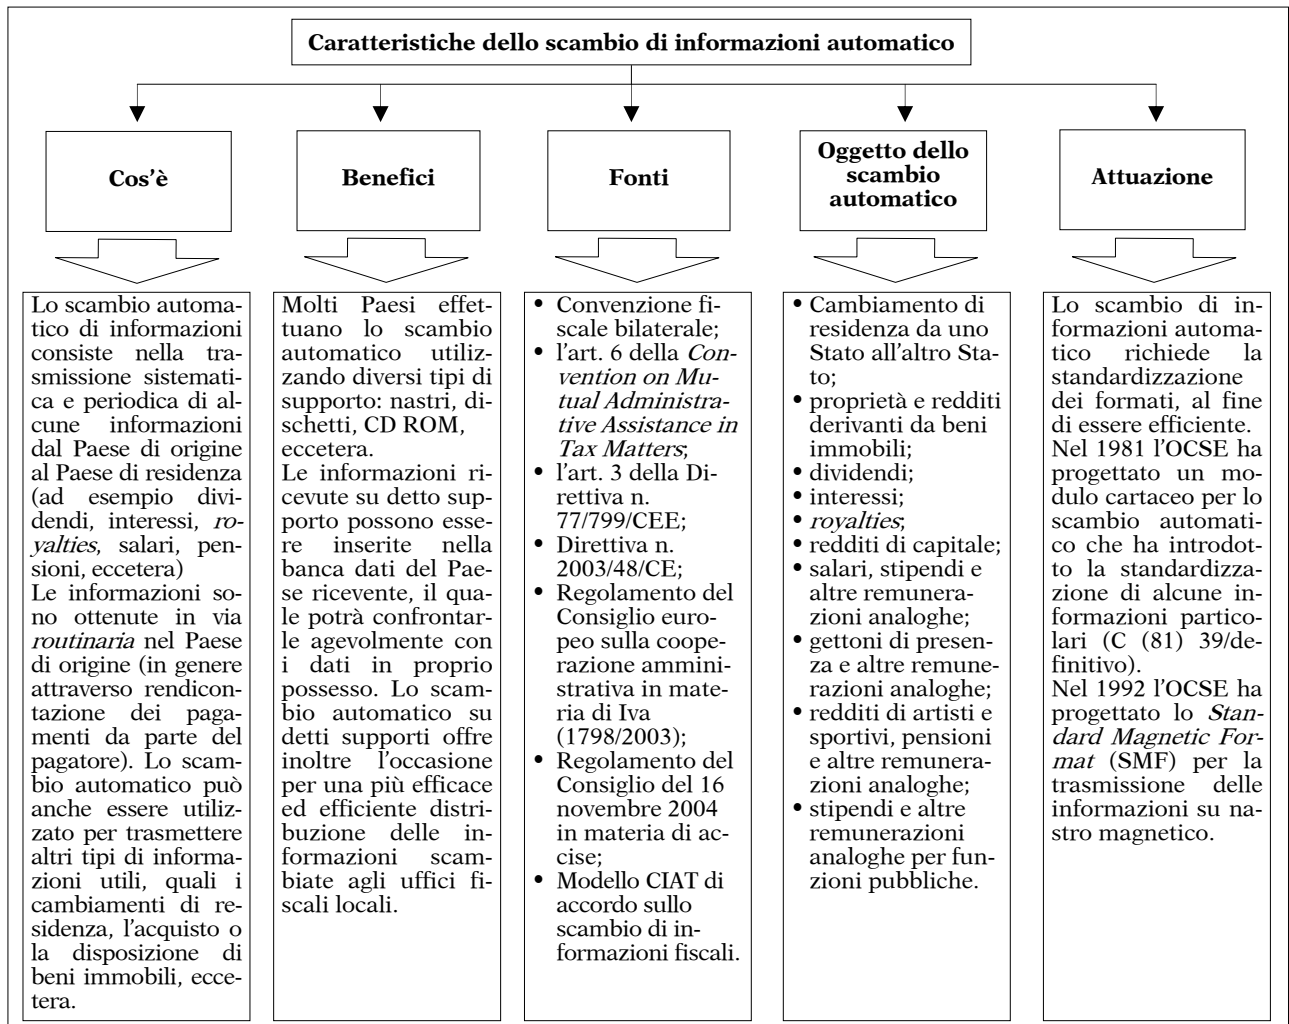 Caratteristiche dello scambio di informazioni automatico
Cos'è
Benefici
Fonti
Oggetto dello
scambio
automatico
Attuazione
Lo scambio automa-
tico di informazioni
consiste nella tra-
smissione sistemati-
ca e periodica di al-
cune informazioni
dal Paese di origine
al Paese di residenza
(ad esempio divi-
dendi, interessi, ro-
yalties, salari, pen-
sioni, eccetera)
Le informazioni so-
no ottenute in via
routinaria nel Paese
di origine (in genere
attraverso rendicon-
tazione dei paga-
menti da parte del
pagatore). Lo scam-
bio automatico può
anche essere utiliz-
zato per trasmettere
altri tipi di informa-
zioni utili, quali i
cambiamenti di re-
sidenza, l'acquisto o
la disposizione di
beni immobili, ecce-
tera.
Molti Paesi effet-
tuano lo scambio
automatico utiliz-
zando diversi tipi di
supporto: nastri, di-
schetti, CD ROM,
eccetera.
Le informazioni ri-
cevute su detto sup-
porto possono esse-
re inserite nella
banca dati del Pae-
se ricevente, il qua-
le potrà confrontar-
le agevolmente con
i dati in proprio
possesso. Lo scam-
bio automatico su
detti supporti offre
inoltre l'occasione
per una più efficace
ed efficiente distri-
buzione delle in-
formazioni scam-
biate agli uffici fi-
scali locali.
• Convenzione fi-
scale bilaterale;
• l'art. 6 della Con-
vention on Mu-
tual Administra-
tive Assistance in
Tax Matters;
• l'art. 3 della Di-
rettiva n.
77/799/CEE;
• Direttiva n.
2003/48/CE;
• Regolamento del
Consiglio euro-
peo sulla coope-
razione ammini-
strativa in mate-
ria di Iva
(1798/2003);
• Regolamento del
Consiglio del 16
novembre 2004
in materia di ac-
cise;
• Modello CIAT di
accordo sullo
scambio di in-
formazioni fiscali.
• Cambiamento di
residenza da uno
Stato all'altro Sta-
to;
• proprietà e redditi
derivanti da beni
immobili;
• dividendi;
• interessi;
• royalties;
• redditi di capitale;
• salari, stipendi e
altre remunera-
zioni analoghe;
• gettoni di presen-
za e altre remune-
razioni analoghe;
• redditi di artisti e
sportivi, pensioni
e altre remunera-
zioni analoghe;
• stipendi e altre
remunerazioni
analoghe per fun-
zioni pubbliche.
Lo scambio di in-
formazioni automa-
tico richiede la
standardizzazione
dei formati, al fine
di essere efficiente.
Nel 1981 l'OCSE ha
progettato un mo-
dulo cartaceo per lo
scambio automati-
co che ha introdot-
to la standardizza-
zione di alcune in-
formazioni partico-
lari (C (81) 39/de-
finitivo).
Nel 1992 l'OCSE ha
progettato lo Stan-
dard Magnetic For-
mat (SMF) per la
trasmissione delle
informazioni su na-
stro magnetico.